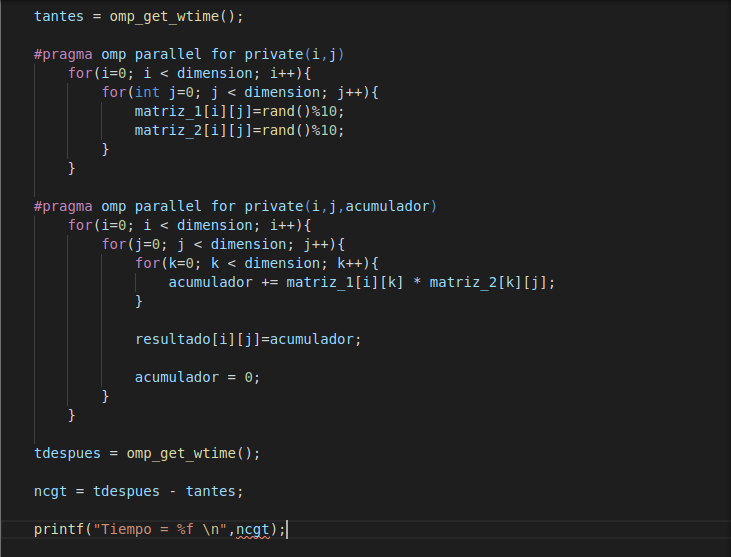 tantes = omp_get_wtime();
#pragma omp parallel for private(i,j)
for(i=0; i < dimension; i++){
for(int j=0; j < dimension; j++){
matriz_1[i][j]=rand()%10;
matriz_2[i][j]=rand()%10;
}
}
#pragma omp parallel for private(i,j,acumulador)
for(i=0; i < dimension; i++){
for(j=0; j < dimension; j++){
for(k=0; k < dimension; k++){
acumulador += matriz_1[i][k] * matriz_2[k][j];
}
resultado[i][j]=acumulador;
acumulador = 0;
}
}
tdespues = omp_get_wtime();
ncgt = tdespues - tantes;
printf("Tiempo = %f \n",ncgt);